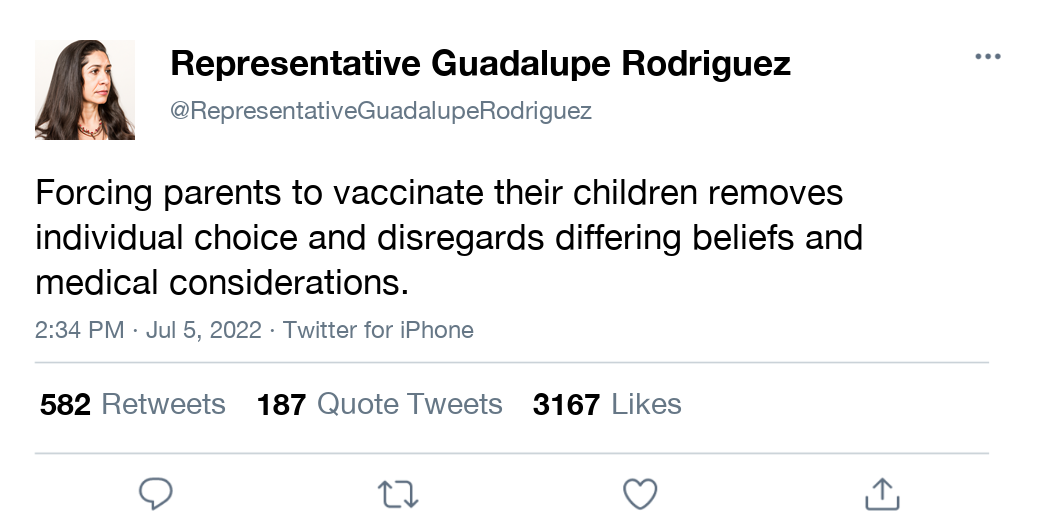 Representative Guadalupe Rodriguez
@RepresentativeGuadalupeRodriguez
Forcing parents to vaccinate their children removes
individual choice and disregards differing beliefs and
medical considerations.
2:34 PM · Jul 5, 2022 · Twitter for iPhone
582 Retweets 187 Quote Tweets 3167 Likes